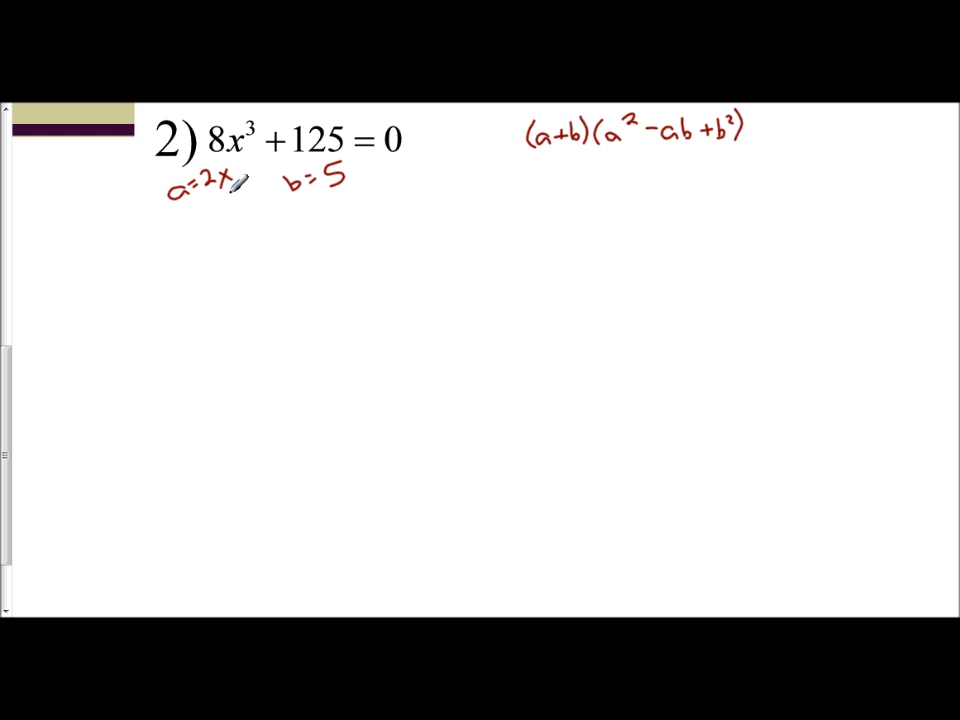 2) 8x³ + 125 = 0 (a+b)(a² - ab + b²)
a = 2x b = 5